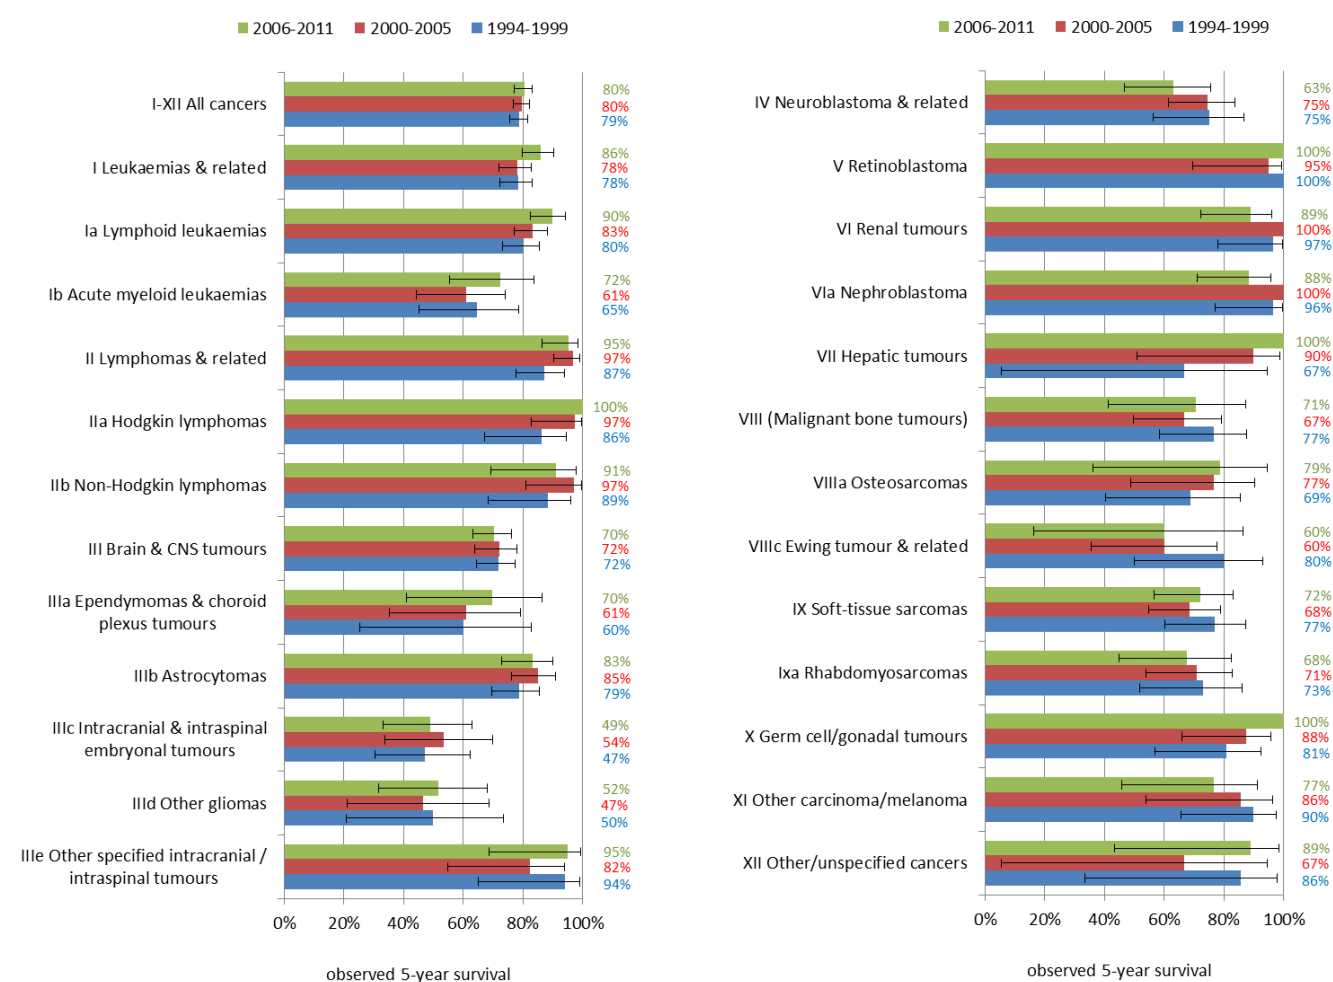 2006-2011 2000-2005 1994-1999
I-XII All cancers
80%
80%
79%
I Leukaemias & related
86%
78%
78%
Ia Lymphoid leukaemias
90%
83%
80%
Ib Acute myeloid leukaemias
72%
61%
65%
II Lymphomas & related
95%
97%
87%
IIa Hodgkin lymphomas
100%
97%
86%
IIb Non-Hodgkin lymphomas
91%
97%
89%
III Brain & CNS tumours
70%
72%
72%
IIIa Ependymomas & choroid
plexus tumours
70%
61%
60%
IIIb Astrocytomas
83%
85%
79%
IIIc Intracranial & intraspinal
embryonal tumours
49%
54%
47%
IIId Other gliomas
52%
47%
50%
IIIe Other specified intracranial /
intraspinal tumours
95%
82%
94%
0% 20% 40% 60% 80% 100%
observed 5-year survival
2006-2011 2000-2005 1994-1999
IV Neuroblastoma & related
63%
75%
75%
V Retinoblastoma
100%
95%
100%
VI Renal tumours
89%
100%
97%
VIa Nephroblastoma
88%
100%
96%
VII Hepatic tumours
100%
90%
67%
VIII (Malignant bone tumours)
71%
67%
77%
VIIIa Osteosarcomas
79%
77%
69%
VIIIc Ewing tumour & related
60%
60%
80%
IX Soft-tissue sarcomas
72%
68%
77%
Ixa Rhabdomyosarcomas
68%
71%
73%
X Germ cell/gonadal tumours
100%
88%
81%
XI Other carcinoma/melanoma
77%
86%
90%
XII Other/unspecified cancers
89%
67%
86%
0% 20% 40% 60% 80% 100%
observed 5-year survival